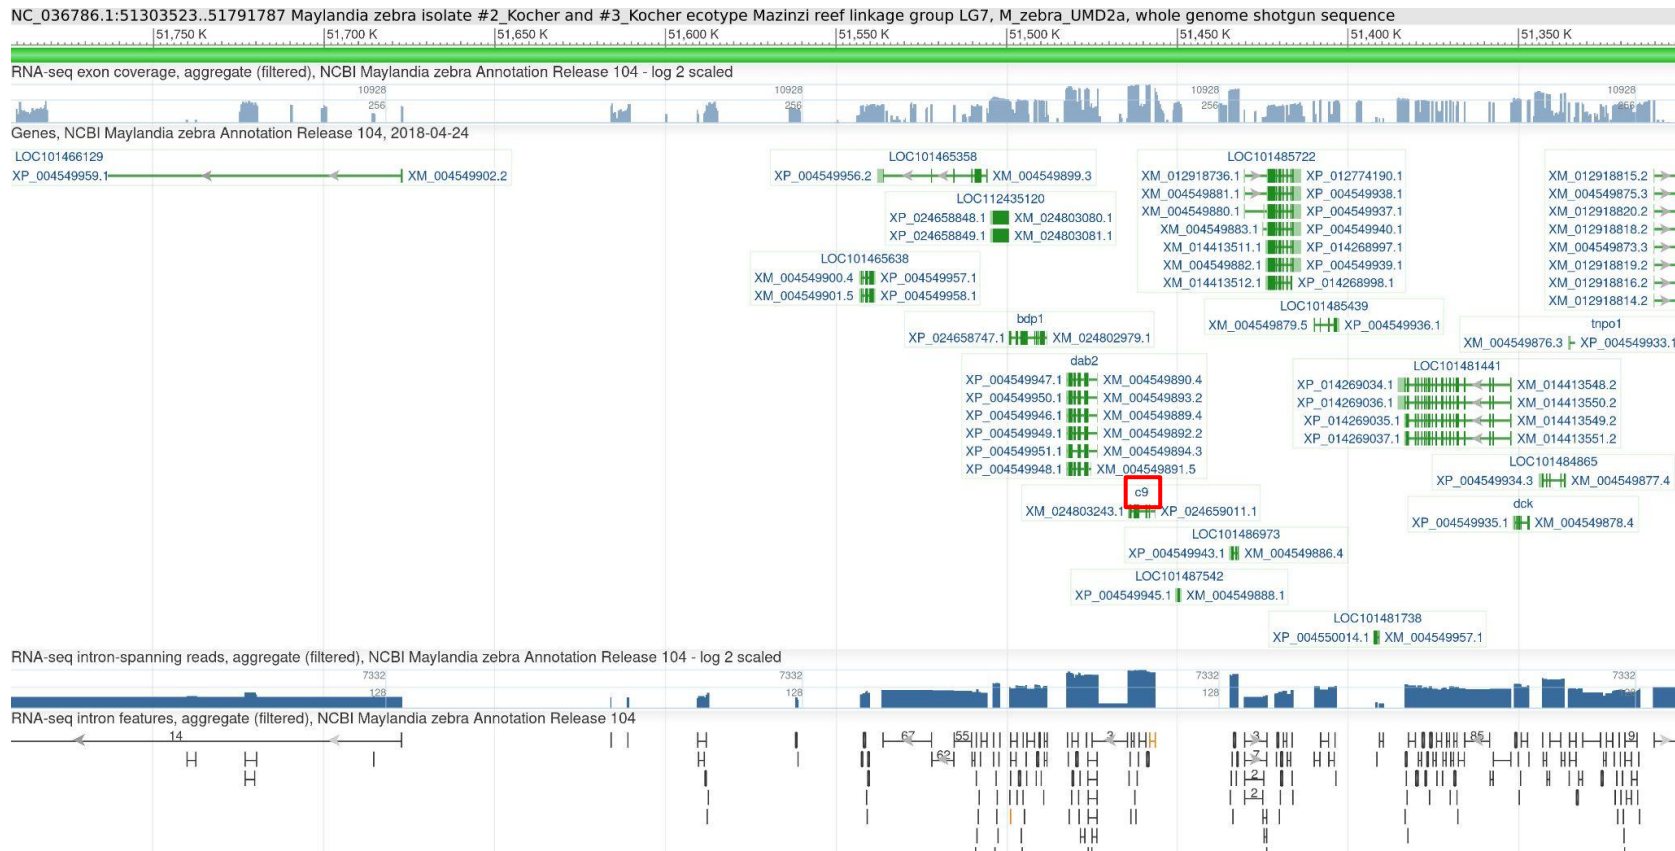 NC_036786.1:51303523..51791787 Maylandia zebra isolate #2_Kocher and #3_Kocher ecotype Mazinzi reef linkage group LG7, M_zebra_UMD2a, whole genome shotgun sequence
51,750 K 51,700 K 51,650 K 51,600 K 51,550 K 51,500 K 51,450 K 51,400 K 51,350 K
RNA-seq exon coverage, aggregate (filtered), NCBI Maylandia zebra Annotation Release 104 - log 2 scaled
10928 10928 10928 10928
256 256 256 256
Genes, NCBI Maylandia zebra Annotation Release 104, 2018-04-24
LOC101466129 LOC101465358 LOC101485722
XP_004549959.1 XM_004549902.2 XP_004549956.2 XM_004549899.3 XM_012918736.1 XP_012774190.1 XM_012918815.2
XM_004549881.1 XP_004549938.1 XM_004549875.3
LOC112435120
XP_024658848.1 XM_024803080.1 XM_004549880.1 XP_004549937.1 XM_012918820.2
XP_024658849.1 XM_024803081.1 XM_004549883.1 XP_004549940.1 XM_012918818.2
XM_014413511.1 XP_014268997.1 XM_004549873.3
LOC101465638 XM_004549882.1 XP_004549939.1 XM_012918819.2
XM_004549900.4 XP_004549957.1 XM_014413512.1 XP_014268998.1 XM_012918816.2
XM_004549901.5 XP_004549958.1 XM_012918814.2
LOC101485439
bdp1 XM_004549879.5 XP_004549936.1 tnpo1
XP_024658747.1 XM_024802979.1 XM_004549876.3 XP_004549933.1
dab2 LOC101481441
XP_004549947.1 XM_004549890.4 XP_014269034.1 XM_014413548.2
XP_004549950.1 XM_004549893.2 XP_014269036.1 XM_014413550.2
XP_004549946.1 XM_004549889.4 XP_014269035.1 XM_014413549.2
XP_004549949.1 XM_004549892.2 XP_014269037.1 XM_014413551.2
XP_004549951.1 XM_004549894.3
XP_004549948.1 XM_004549891.5 LOC101484865
XP_004549934.3 XM_004549877.4
c9 dck
XM_024803243.1 XP_024659011.1 XP_004549935.1 XM_004549878.4
LOC101486973
XP_004549943.1 XM_004549886.4
LOC101487542
XP_004549945.1 XM_004549888.1
LOC101481738
XP_004550014.1 XM_004549957.1
RNA-seq intron-spanning reads, aggregate (filtered), NCBI Maylandia zebra Annotation Release 104 - log 2 scaled
7332 7332 7332 7332
128 128 128
RNA-seq intron features, aggregate (filtered), NCBI Maylandia zebra Annotation Release 104
14 67 55 3 3 85 9
62 7
2
2